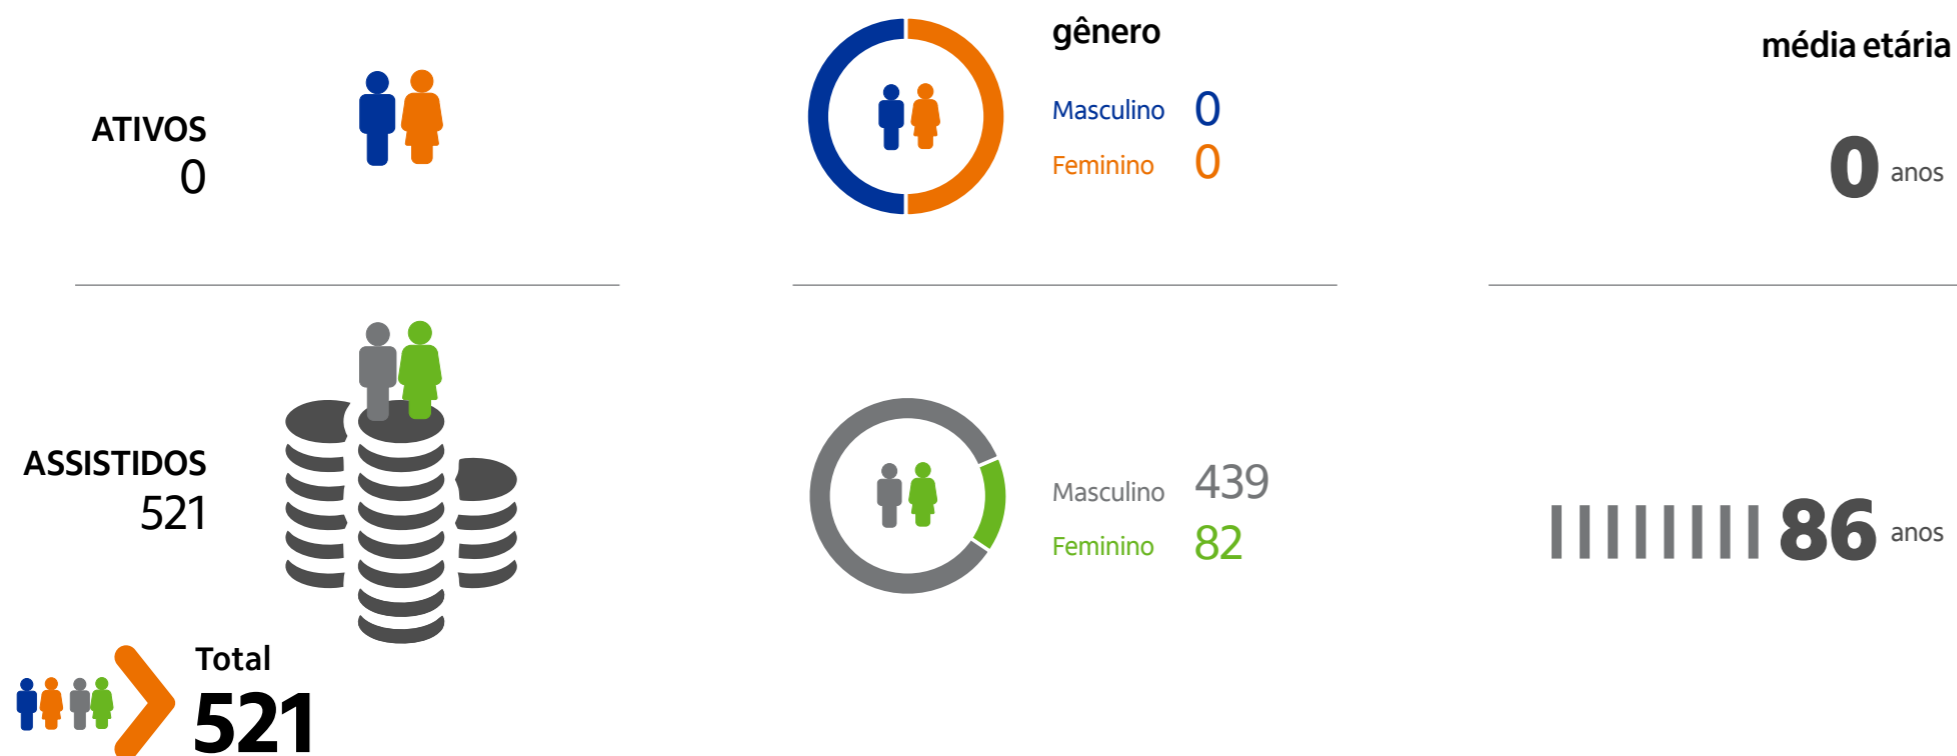 ATIVOS
0
gênero
Masculino 0
Feminino 0
média etária
0 anos
ASSISTIDOS
521
Masculino 439
Feminino 82
86 anos
Total
521